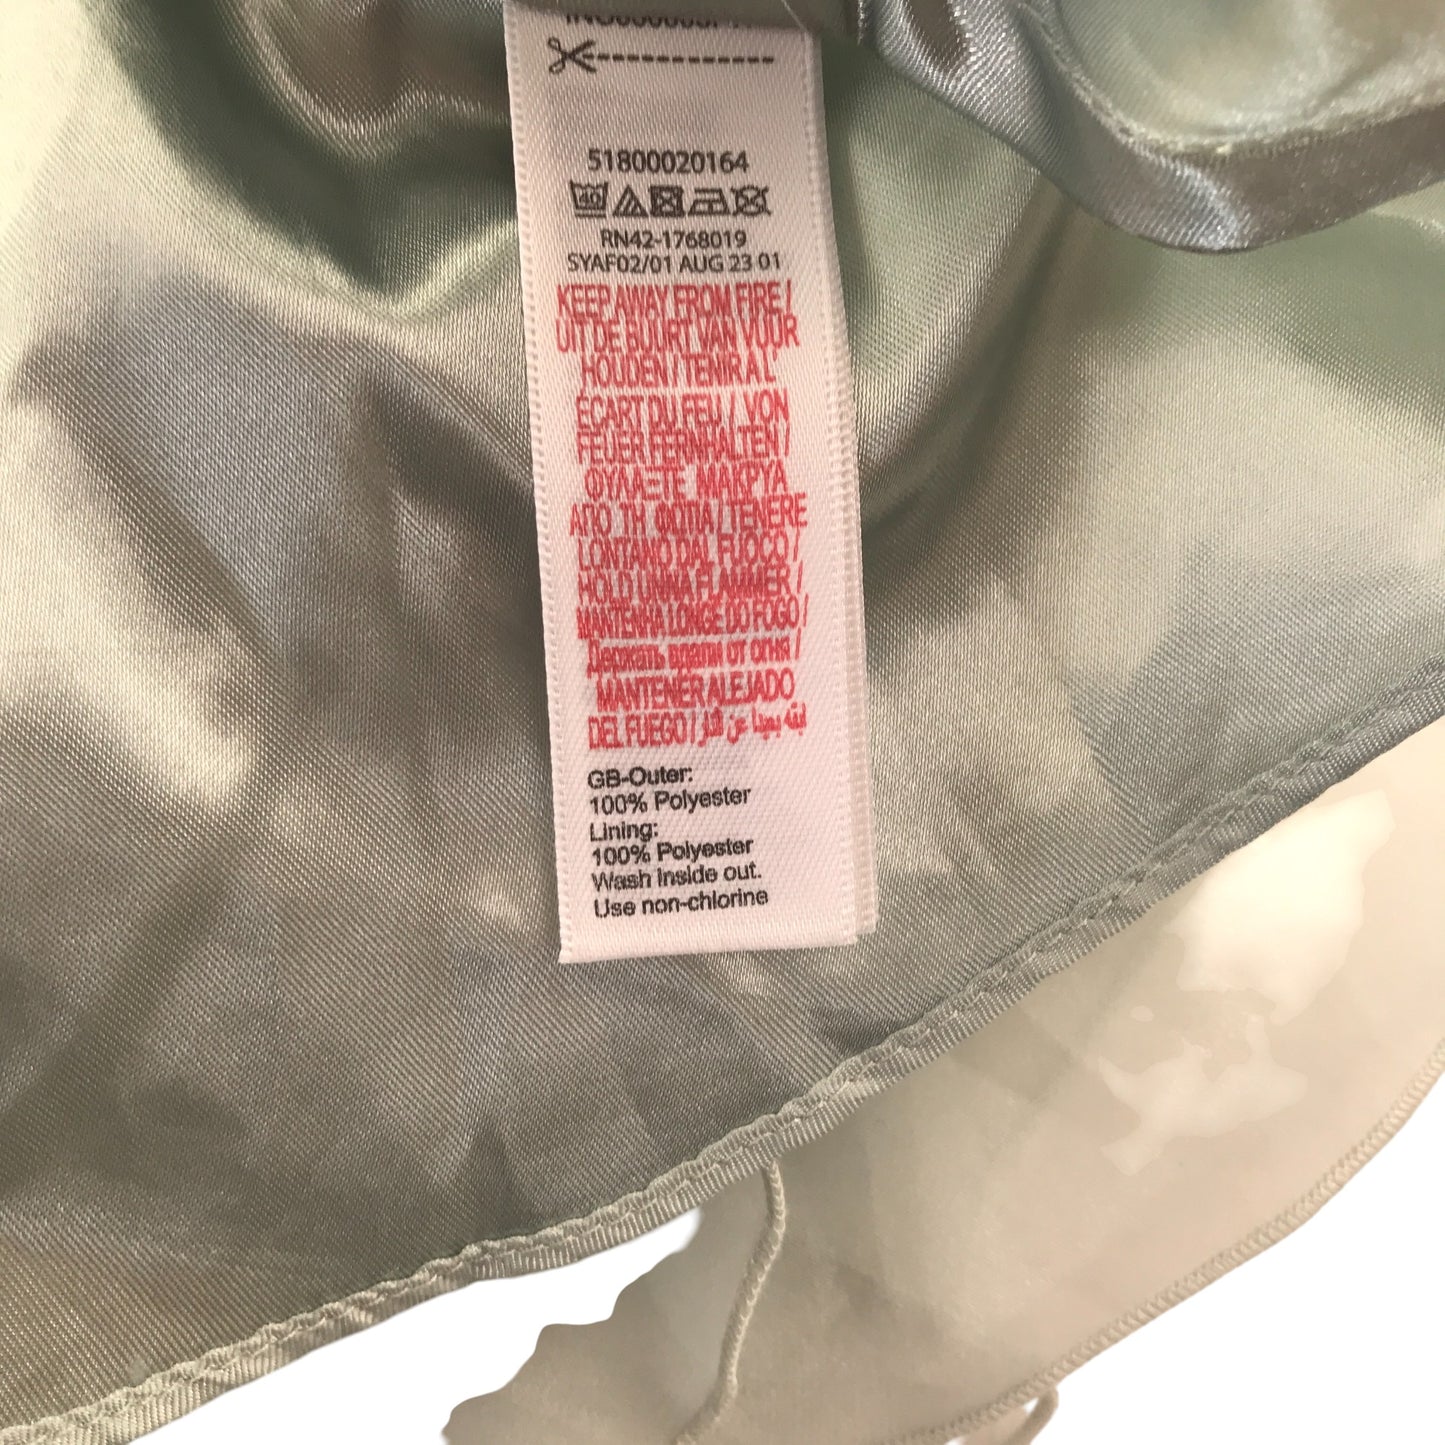 51800020164
40
RN42-1768019
SYAF02/01 AUG 23 01
KEEP AWAY FROM FIRE /
UIT DE BUURT VAN VUUR
HOUDEN / TENIR A L'
ÉCART DU FEU / VON
FEUER FERNHALTEN /
ΦΥΛΑΞΤΕ ΜΑΚΡΥΑ
ΑΠΟ ΤΗ ΦΩΤΙΑ / TENERE
LONTANO DAL FUOCO /
HOLD UNNA FLAMMER /
MANTENHA LONGE DO FOGO /
Держать вдали от огня /
MANTENER ALEJADO
DEL FUEGO /
GB-Outer:
100% Polyester
Lining:
100% Polyester
Wash inside out.
Use non-chlorine